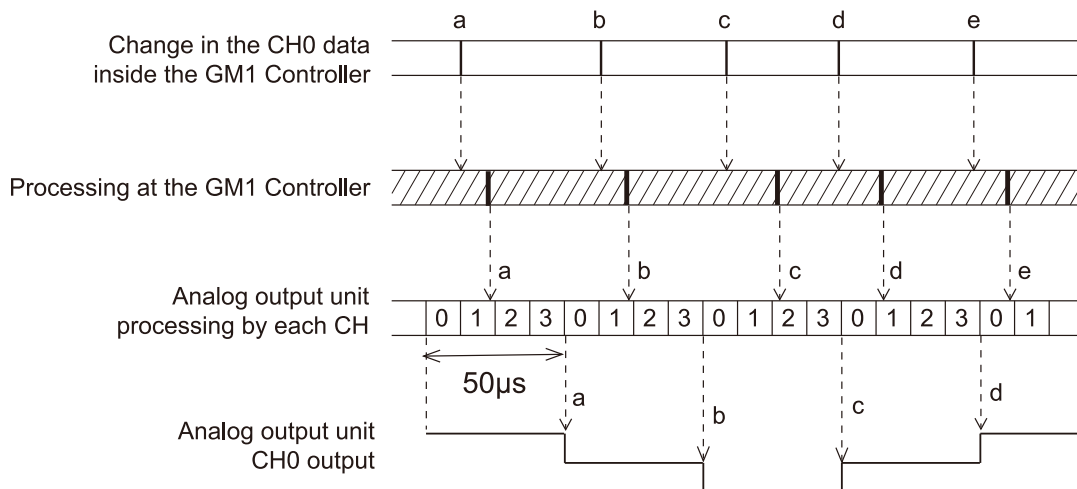 a b c d e
Change in the CH0 data
inside the GM1 Controller
Processing at the GM1 Controller
a b c d e
Analog output unit
processing by each CH
0 1 2 3 0 1 2 3 0 1 2 3 0 1 2 3 0 1
50μs
a b c d
Analog output unit
CH0 output